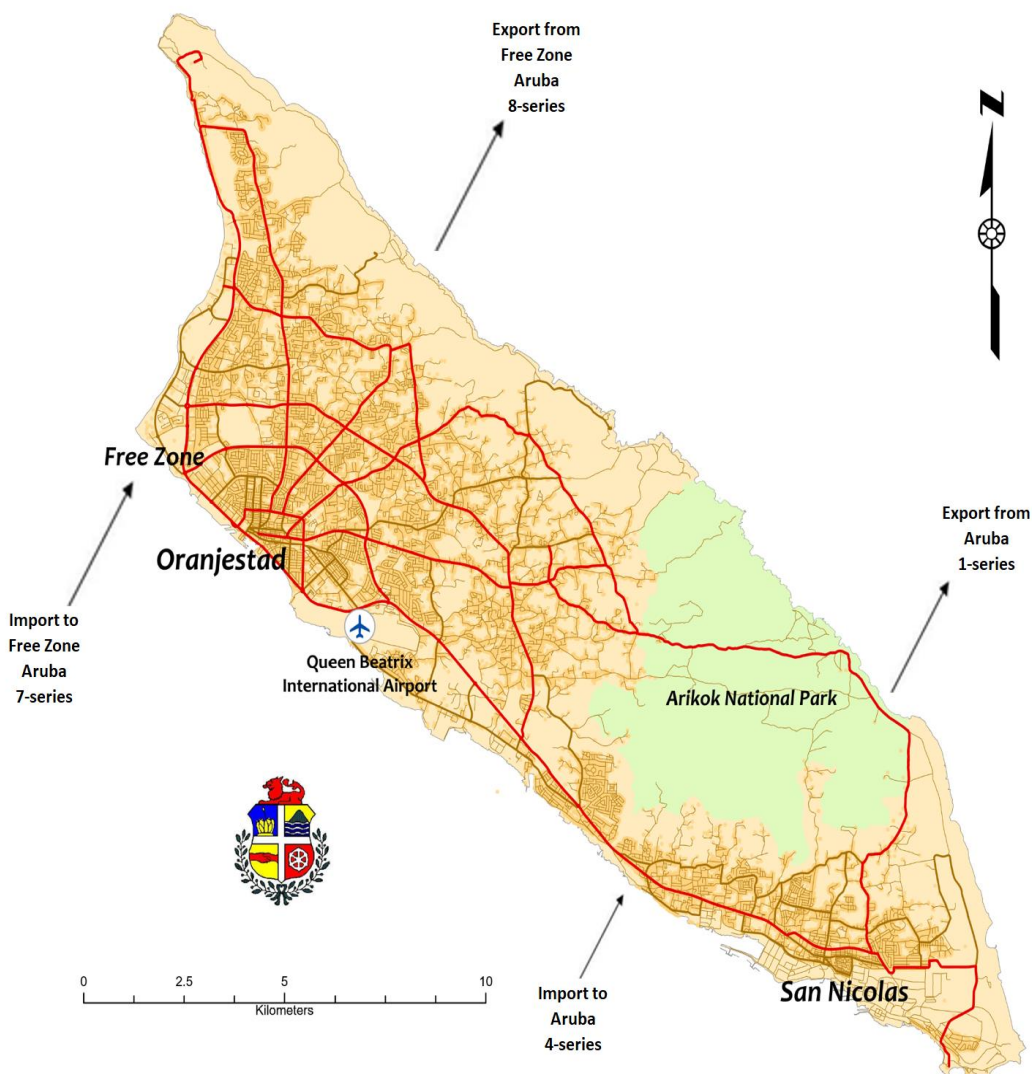 Export from
Free Zone
Aruba
8-series
N
Free Zone
Export from
Aruba
1-series
Oranjestad
Import to
Free Zone
Aruba
7-series
Queen Beatrix
International Airport
Arikok National Park
0
2.5
5
10
Kilometers
Import to
Aruba
4-series
San Nicolas